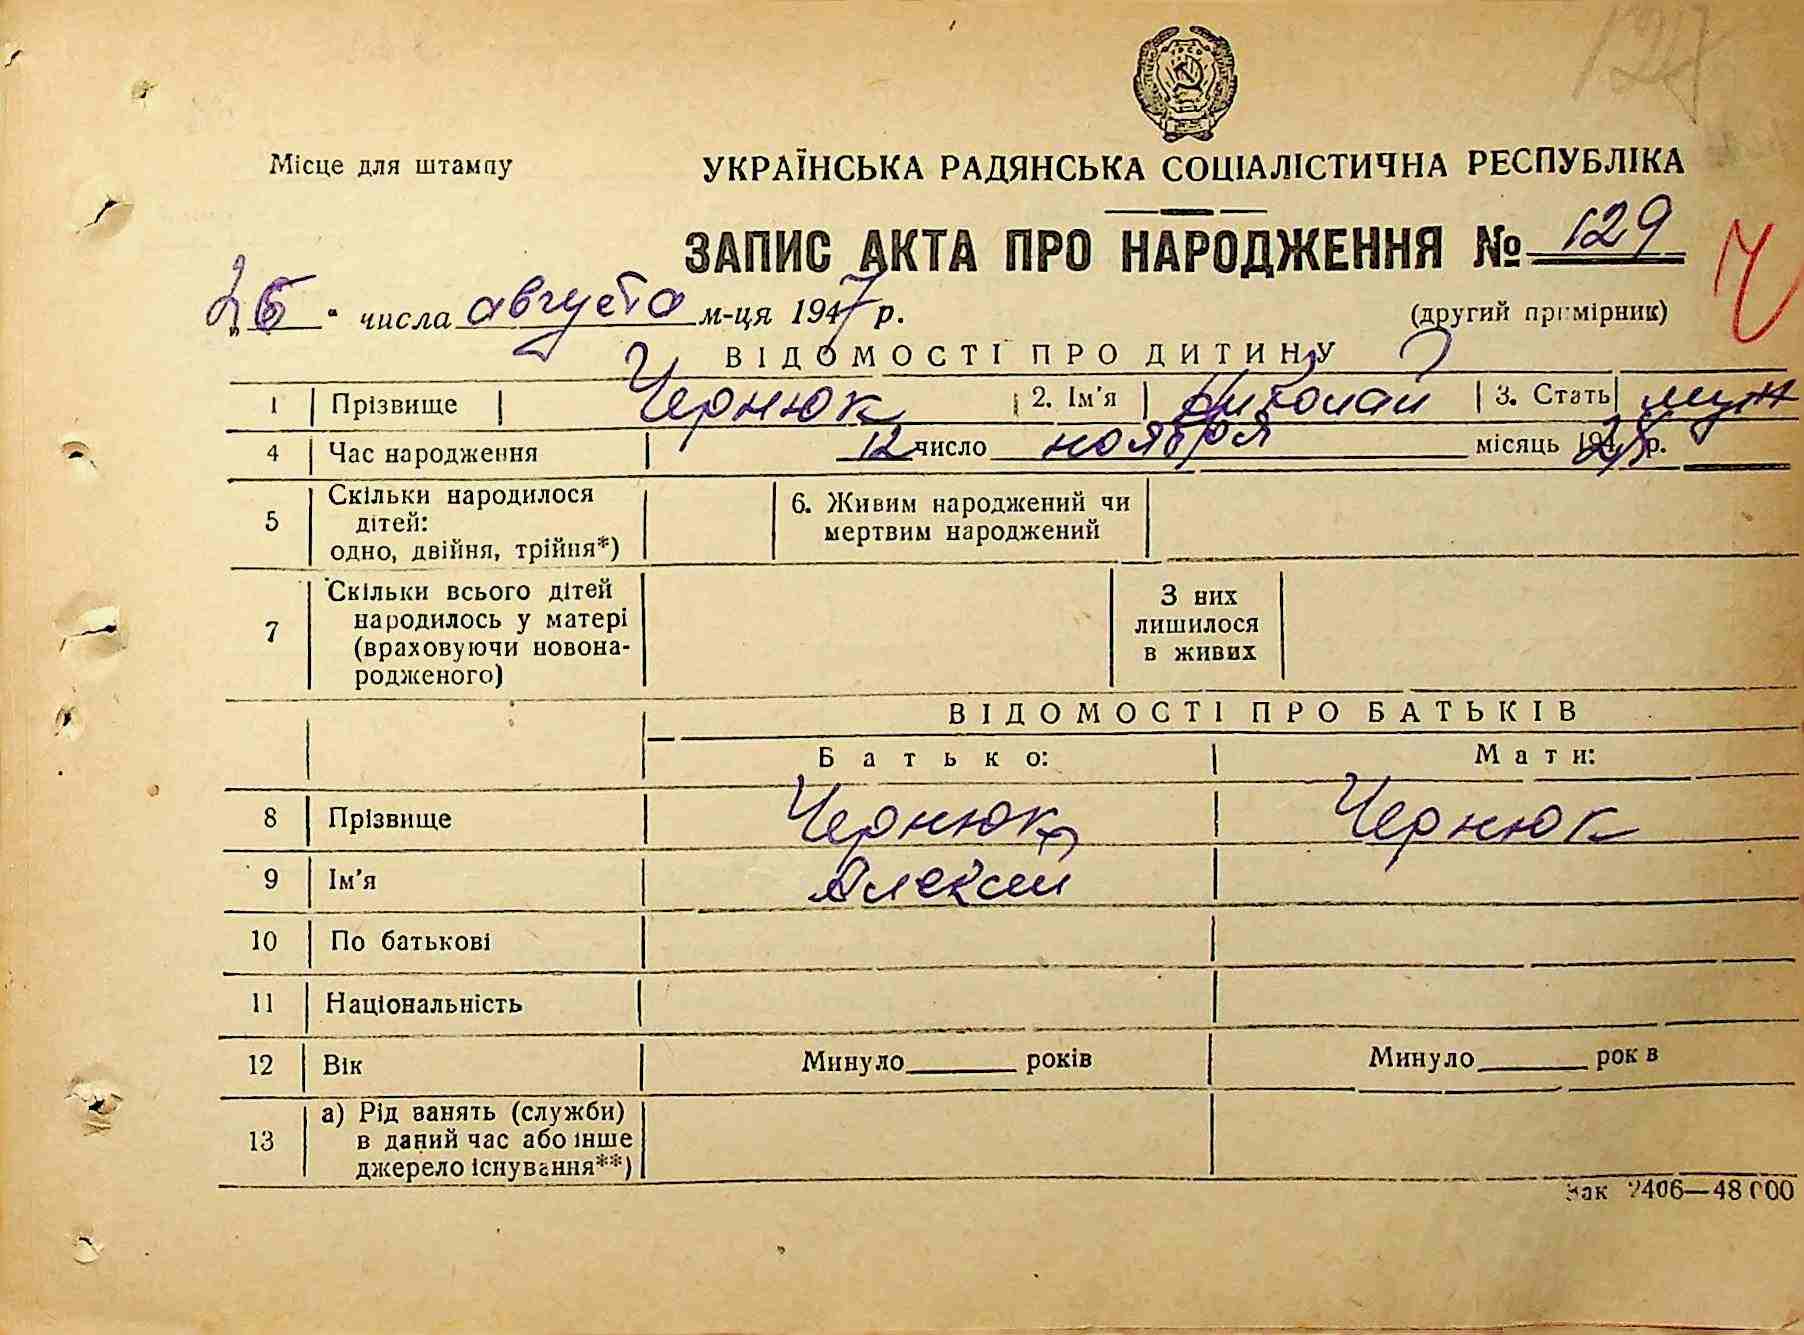 Місце для штампу
УКРАЇНСЬКА РАДЯНСЬКА СОЦІАЛІСТИЧНА РЕСПУБЛІКА
ЗАПИС АКТА ПРО НАРОДЖЕННЯ № 129
числа августа м-ця 1947 р.
(другий примірник)
Ч
ВІДОМОСТІ ПРО ДИТИНУ
1 Прізвище Чернюк 2. Ім'я Николай 3. Стать муж
4 Час народження 12 число ноября місяць р.
5 Скільки народилося дітей: одно, двійня, трійня*) 6. Живим народжений чи мертвим народжений
7 Скільки всього дітей народилось у матері (враховуючи новона-родженого) З них лишилося в живих
ВІДОМОСТІ ПРО БАТЬКІВ
Батько: Мати:
8 Прізвище Чернюк Чернюк
9 Ім'я Алексей
10 По батькові
11 Національність
12 Вік Минуло років Минуло рок в
13 а) Рід занять (служби) в даний час або інше джерело існування**)
Зак 2406—48 000